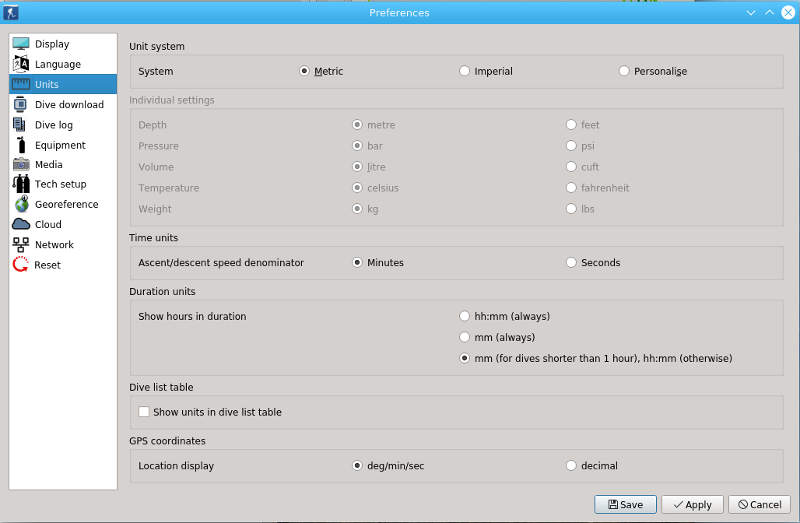 Preferences
Display
Language
Units
Dive download
Dive log
Equipment
Media
Tech setup
Georeference
Cloud
Network
Reset
Unit system
System Metric Imperial Personalise
Individual settings
Depth metre feet
Pressure bar psi
Volume litre cuft
Temperature celsius fahrenheit
Weight kg lbs
Time units
Ascent/descent speed denominator Minutes Seconds
Duration units
Show hours in duration hh:mm (always)
mm (always)
mm (for dives shorter than 1 hour), hh:mm (otherwise)
Dive list table
Show units in dive list table
GPS coordinates
Location display deg/min/sec decimal
Save Apply Cancel